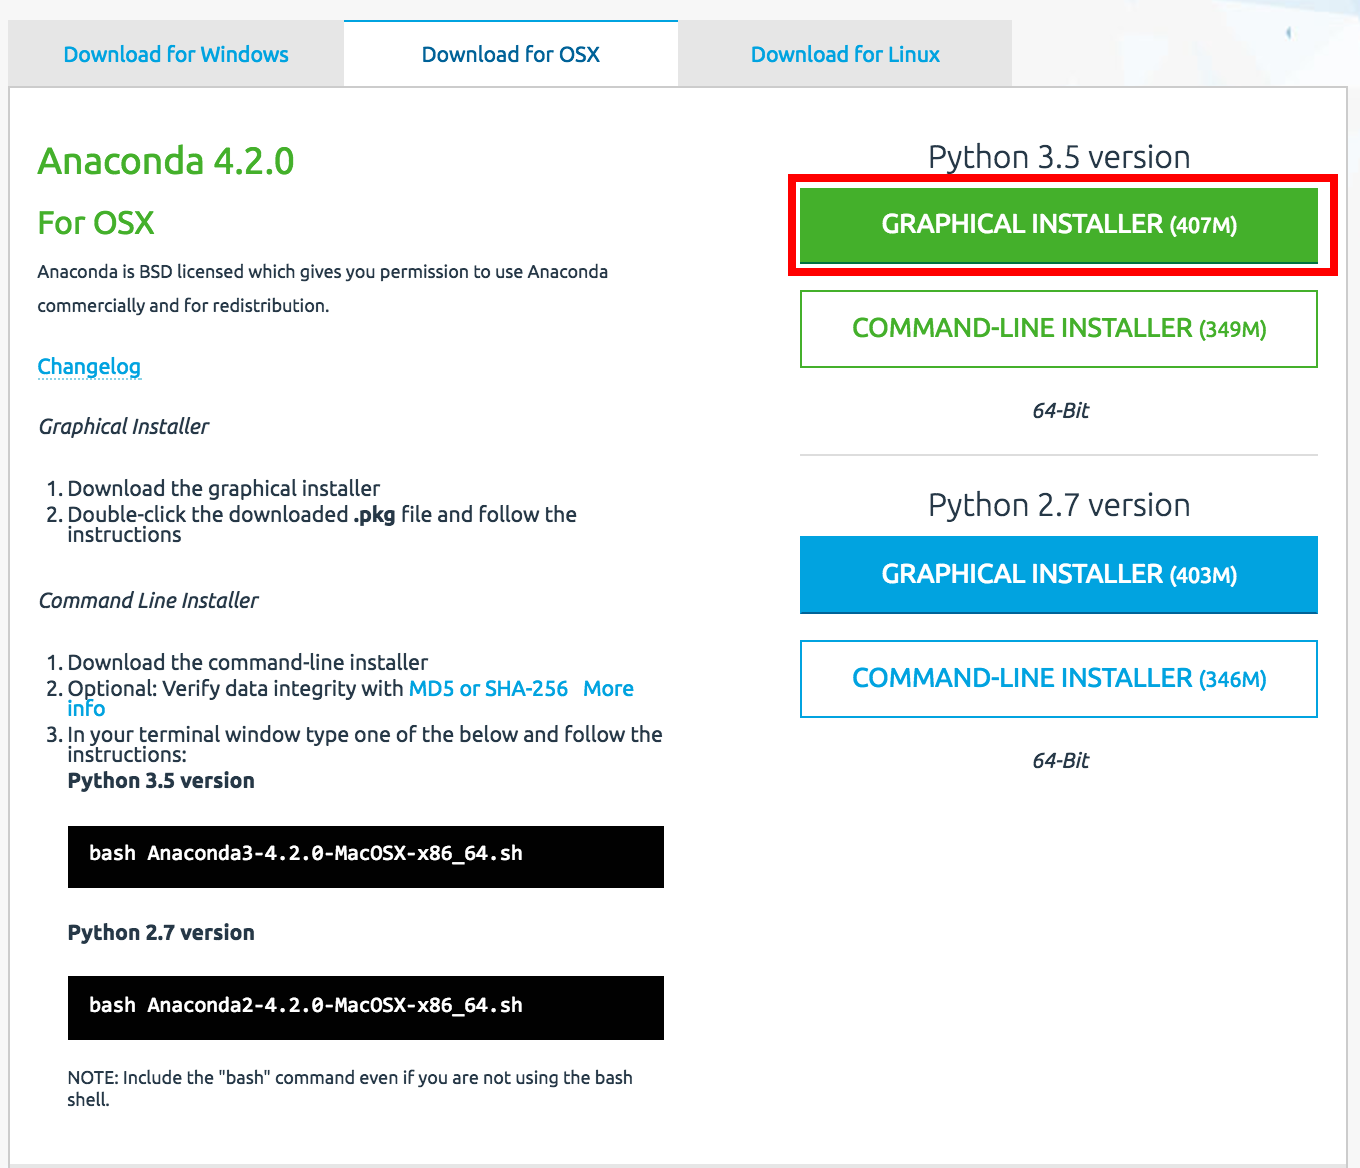 Download for Windows
Download for OSX
Download for Linux
Anaconda 4.2.0
For OSX
Anaconda is BSD licensed which gives you permission to use Anaconda
commercially and for redistribution.
Changelog
Graphical Installer
1. Download the graphical installer
2. Double-click the downloaded .pkg file and follow the
instructions
Command Line Installer
1. Download the command-line installer
2. Optional: Verify data integrity with MD5 or SHA-256 More
info
3. In your terminal window type one of the below and follow the
instructions:
Python 3.5 version
bash Anaconda3-4.2.0-MacOSX-x86_64.sh
Python 2.7 version
bash Anaconda2-4.2.0-MacOSX-x86_64.sh
NOTE: Include the "bash" command even if you are not using the bash
shell.
Python 3.5 version
GRAPHICAL INSTALLER (407M)
COMMAND-LINE INSTALLER (349M)
64-Bit
Python 2.7 version
GRAPHICAL INSTALLER (403M)
COMMAND-LINE INSTALLER (346M)
64-Bit